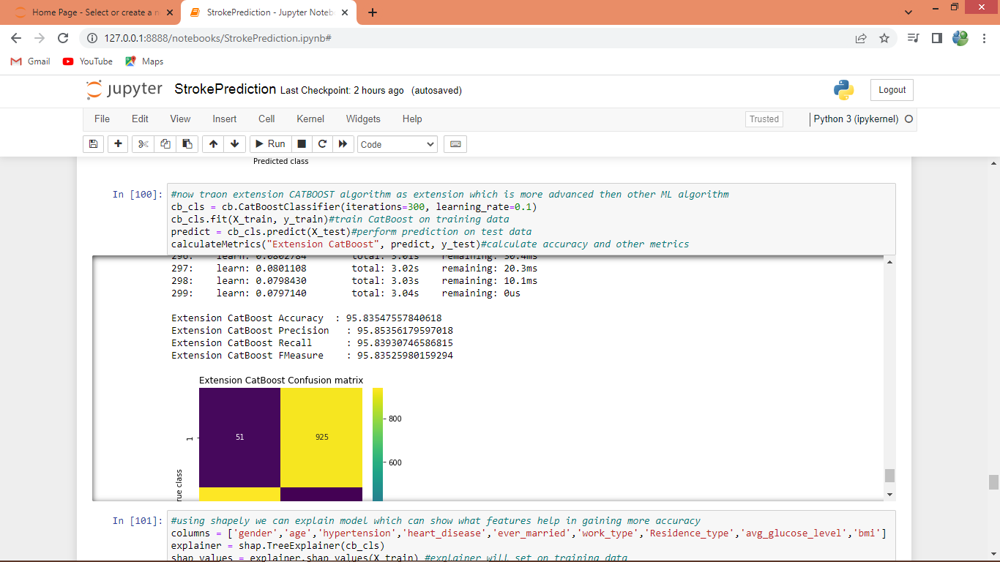 Home Page - Select or create a n
StrokePrediction - Jupyter Noteb
127.0.0.1:8888/notebooks/StrokePrediction.ipynb#
Gmail YouTube Maps
jupyter StrokePrediction Last Checkpoint: 2 hours ago (autosaved)
Logout
File Edit View Insert Cell Kernel Widgets Help
Trusted Python 3 (ipykernel)
Run Code
Predicted class
In [100]: #now traon extension CATBOOST algorithm as extension which is more advanced then other ML algorithm
cb_cls = cb.CatBoostClassifier(iterations=300, learning_rate=0.1)
cb_cls.fit(X_train, y_train)#train CatBoost on training data
predict = cb_cls.predict(X_test)#perform prediction on test data
calculateMetrics("Extension CatBoost", predict, y_test)#calculate accuracy and other metrics
296: learn: 0.0802784 total: 3.01s remaining: 30.4ms
297: learn: 0.0801108 total: 3.02s remaining: 20.3ms
298: learn: 0.0798430 total: 3.03s remaining: 10.1ms
299: learn: 0.0797140 total: 3.04s remaining: 0us
Extension CatBoost Accuracy : 95.83547557840618
Extension CatBoost Precision : 95.85356179597018
Extension CatBoost Recall : 95.83930746586815
Extension CatBoost FMeasure : 95.83525980159294
Extension CatBoost Confusion matrix
800
1 51 925
600
rue class
In [101]: #using shapely we can explain model which can show what features help in gaining more accuracy
columns = ['gender','age','hypertension','heart_disease','ever_married','work_type','Residence_type','avg_glucose_level','bmi']
explainer = shap.TreeExplainer(cb_cls)
shap_values = explainer.shap_values(X_train) #explainer will set on training data